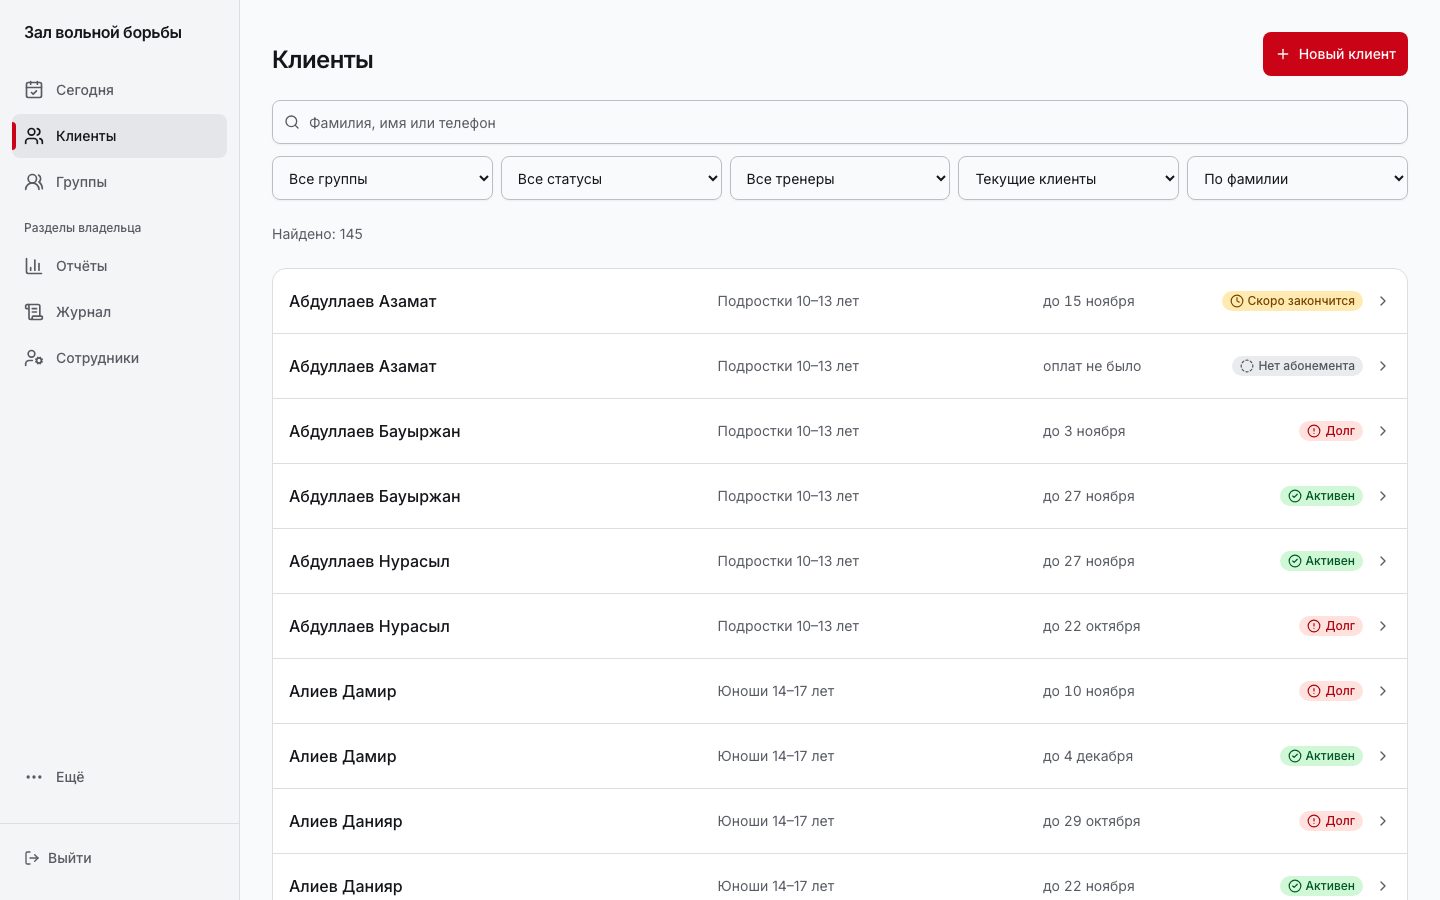 Зал вольной борьбы
Сегодня
Клиенты
Группы
Разделы владельца
Отчёты
Журнал
Сотрудники
Ещё
Выйти
Клиенты
Новый клиент
Фамилия, имя или телефон
Все группы Все статусы Все тренеры Текущие клиенты По фамилии
Найдено: 145
Абдуллаев Азамат Подростки 10–13 лет до 15 ноября Скоро закончится
Абдуллаев Азамат Подростки 10–13 лет оплат не было Нет абонемента
Абдуллаев Бауыржан Подростки 10–13 лет до 3 ноября Долг
Абдуллаев Бауыржан Подростки 10–13 лет до 27 ноября Активен
Абдуллаев Нурасыл Подростки 10–13 лет до 27 ноября Активен
Абдуллаев Нурасыл Подростки 10–13 лет до 22 октября Долг
Алиев Дамир Юноши 14–17 лет до 10 ноября Долг
Алиев Дамир Юноши 14–17 лет до 4 декабря Активен
Алиев Данияр Юноши 14–17 лет до 29 октября Долг
Алиев Данияр Юноши 14–17 лет до 22 ноября Активен